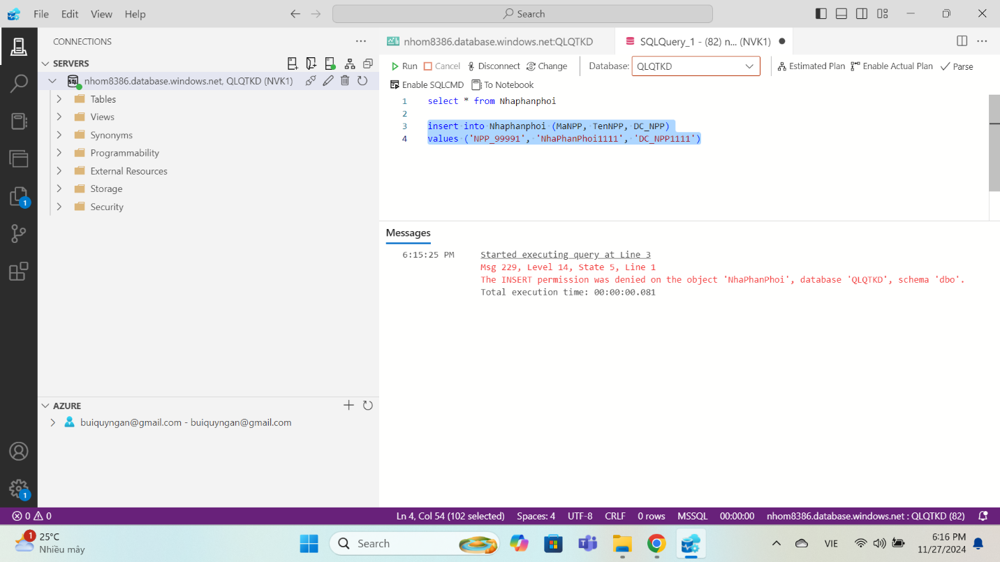 File Edit View Help
Search
CONNECTIONS
SERVERS
nhom8386.database.windows.net, QLQTKD (NVK1)
Tables
Views
Synonyms
Programmability
External Resources
Storage
Security
AZURE
buiquyngan@gmail.com - buiquyngan@gmail.com
1
1
nhom8386.database.windows.net:QLQTKD
SQLQuery_1 - (82) n... (NVK1)
Run Cancel Disconnect Change Database: QLQTKD Estimated Plan Enable Actual Plan Parse
Enable SQLCMD To Notebook
1 select * from Nhaphanphoi
2
3 insert into Nhaphanphoi (MaNPP, TenNPP, DC_NPP)
4 values ('NPP_99991', 'NhaPhanPhoi1111', 'DC_NPP1111')
Messages
6:15:25 PM Started executing query at Line 3
Msg 229, Level 14, State 5, Line 1
The INSERT permission was denied on the object 'NhaPhanPhoi', database 'QLQTKD', schema 'dbo'.
Total execution time: 00:00:00.081
0 0 Ln 4, Col 54 (102 selected) Spaces: 4 UTF-8 CRLF 0 rows MSSQL 00:00:00 nhom8386.database.windows.net : QLQTKD (82)
1
25°C
Nhiều mây
Search
VIE
6:16 PM
11/27/2024